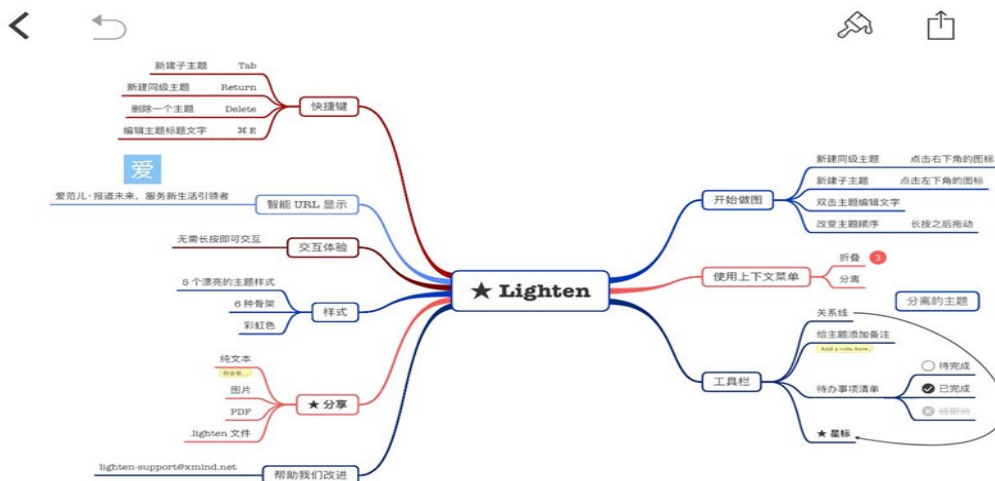 新建子主题 Tab
新建同级主题 Return
删除一个主题 Delete
编辑主题标题文字 ⌘ E
快捷键
爱
爱范儿·报道未来，服务新生活引领者
智能 URL 显示
无需长按即可交互
交互体验
5 个漂亮的主题样式
6 种骨架
彩虹色
样式
纯文本
图片
PDF
.lighten 文件
★ 分享
lighten-support@xmind.net
帮助我们改进
★ Lighten
开始做图
新建同级主题 点击右下角的图标
新建子主题 点击左下角的图标
双击主题编辑文字
改变主题顺序 长按之后拖动
使用上下文菜单
折叠 3
分离
分离的主题
工具栏
关系线
给主题添加备注
Add a note here.
待办事项清单
待完成
已完成
★ 星标